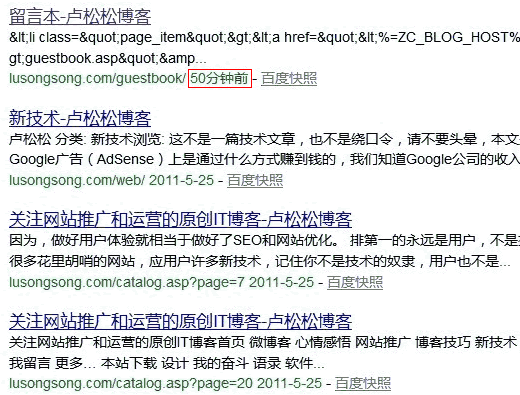 留言本-卢松松博客
&lt;li class=&quot;page_item&quot;&gt;&lt;a href=&quot;&lt;%=ZC_BLOG_HOST%
gt;guestbook.asp&quot;&amp...
lusongsong.com/guestbook/ 50分钟前 - 百度快照
新技术-卢松松博客
卢松松 分类: 新技术浏览: 这不是一篇技术文章，也不是绕口令，请不要头晕，本文
Google广告（AdSense）上是通过什么方式赚到钱的，我们知道Google公司的收入
lusongsong.com/web/ 2011-5-25 - 百度快照
关注网站推广和运营的原创IT博客-卢松松博客
因为，做好用户体验就相当于做好了SEO和网站优化。 排第一的永远是用户，不是
很多花里胡哨的网站，应用户许多新技术，记住你不是技术的奴隶，用户也不是...
lusongsong.com/catalog.asp?page=7 2011-5-25 - 百度快照
关注网站推广和运营的原创IT博客-卢松松博客
关注网站推广和运营的原创IT博客首页 微博客 心情感悟 网站推广 博客技巧 新技术
我留言 更多... 本站下载 设计 我的奋斗 语录 软件...
lusongsong.com/catalog.asp?page=20 2011-5-25 - 百度快照